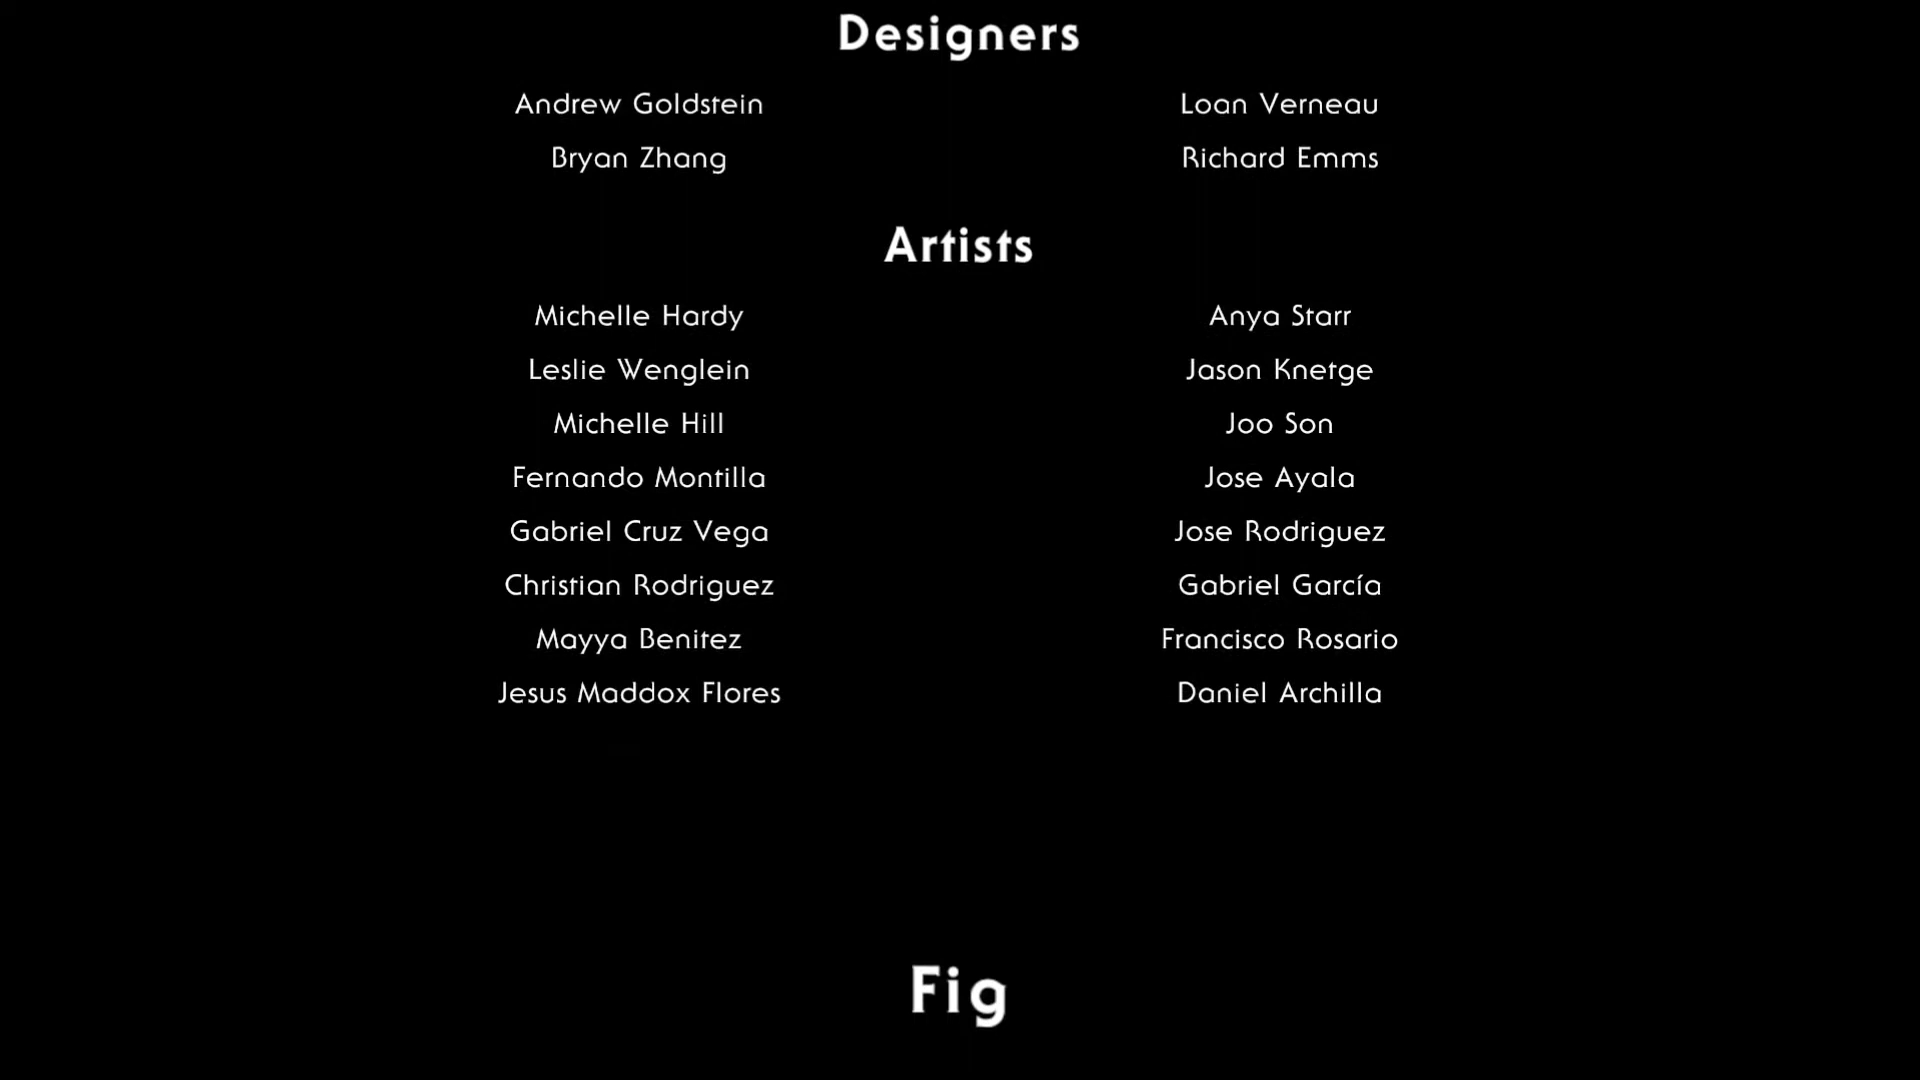 Designers
Andrew Goldstein Loan Verneau
Bryan Zhang Richard Emms
Artists
Michelle Hardy Anya Starr
Leslie Wenglein Jason Knetge
Michelle Hill Joo Son
Fernando Montilla Jose Ayala
Gabriel Cruz Vega Jose Rodriguez
Christian Rodriguez Gabriel García
Mayya Benitez Francisco Rosario
Jesus Maddox Flores Daniel Archilla
Fig